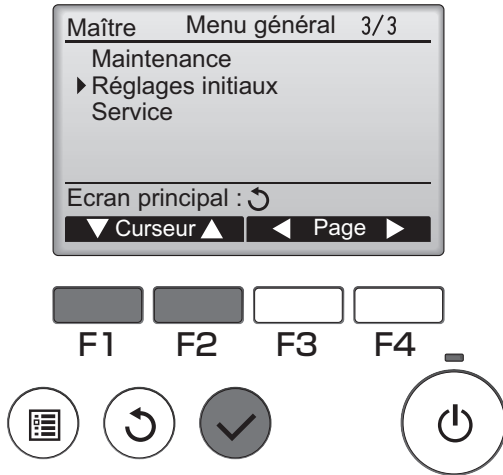 Maître Menu général 3/3
Maintenance
Réglages initiaux
Service
Ecran principal :
Curseur Page
F1 F2 F3 F4